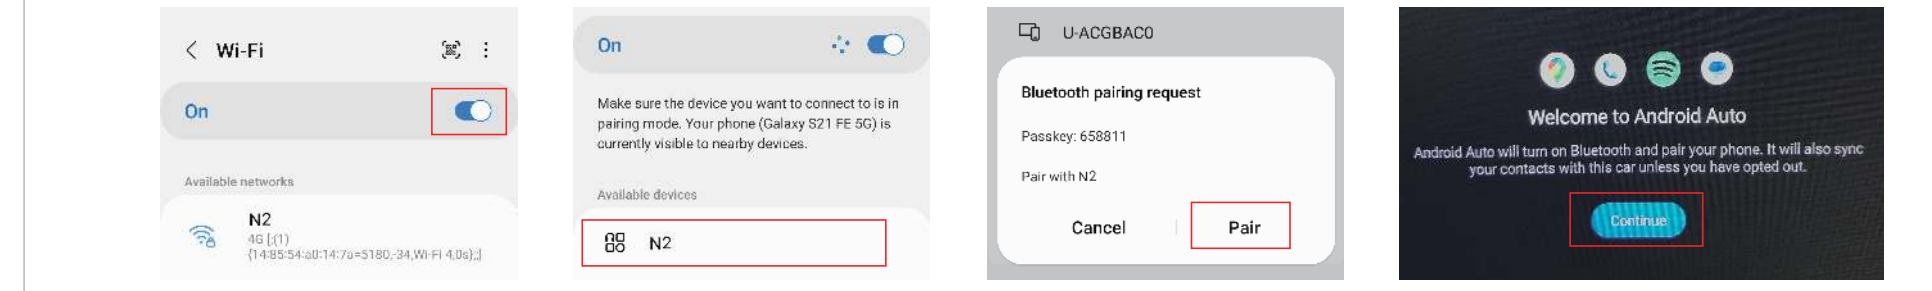 Wi-Fi
On
Available networks
N2
4G [;(1)
{14:85:54:a0:14:7a=5180,-34,Wi-Fi 4,0s};;]
On
Make sure the device you want to connect to is in
pairing mode. Your phone (Galaxy S21 FE 5G) is
currently visible to nearby devices.
Available devices
N2
U-ACGBAC0
Bluetooth pairing request
Passkey: 658811
Pair with N2
Cancel
Pair
Welcome to Android Auto
Android Auto will turn on Bluetooth and pair your phone. It will also sync
your contacts with this car unless you have opted out.
Continue